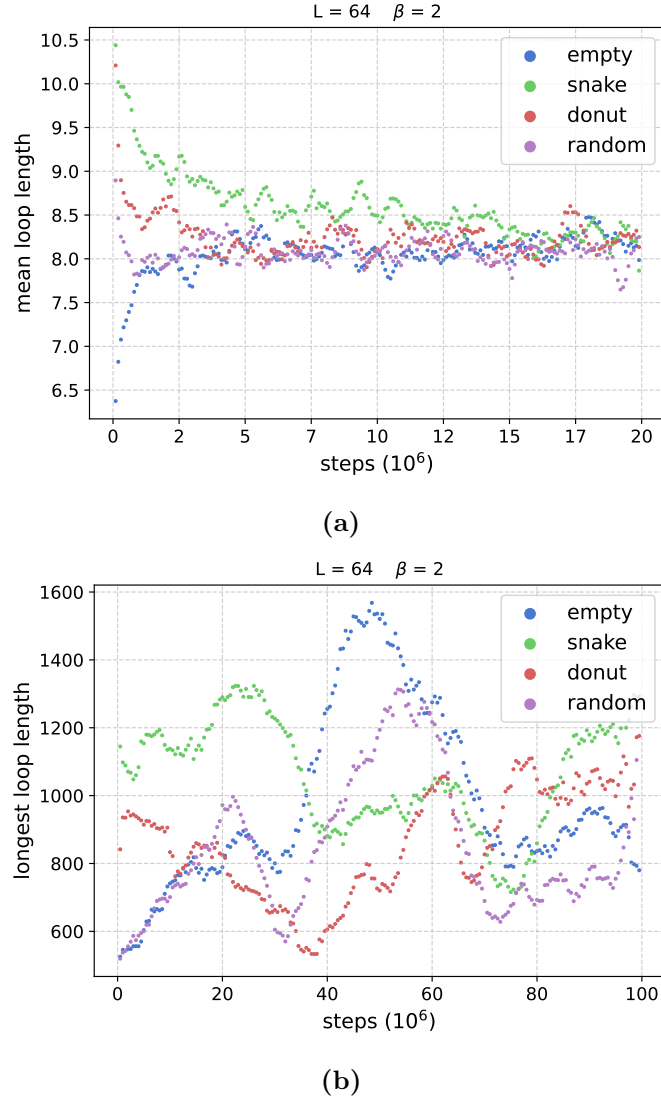 L = 64 β = 2
10.5
10.0
9.5
9.0
8.5
8.0
7.5
7.0
6.5
mean loop length
empty
snake
donut
random
0 2 5 7 10 12 15 17 20
steps (10⁶)
(a)
L = 64 β = 2
1600
1400
1200
1000
800
600
longest loop length
empty
snake
donut
random
0 20 40 60 80 100
steps (10⁶)
(b)